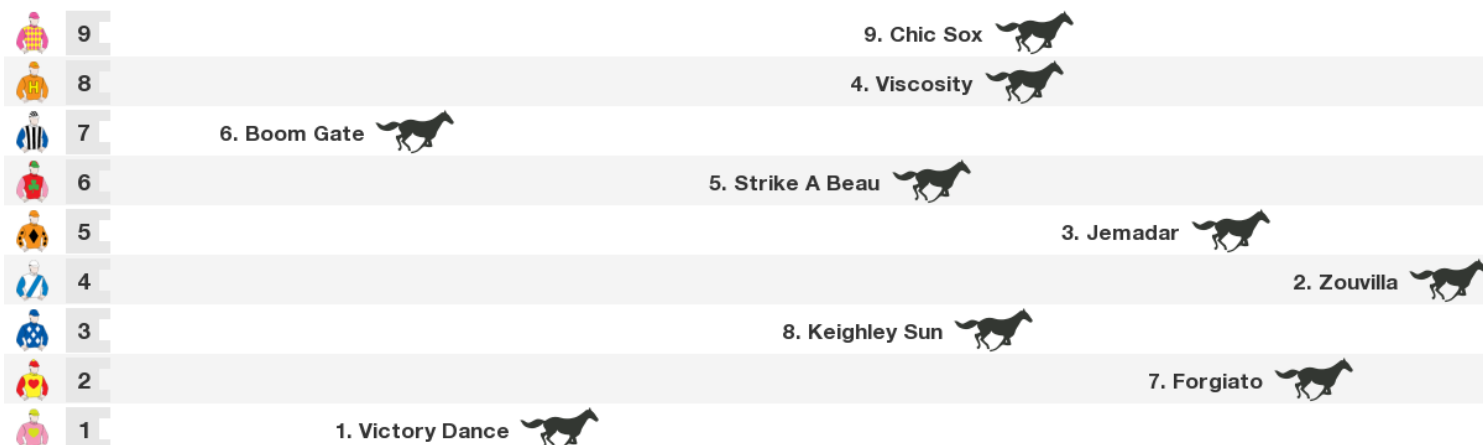 9 9. Chic Sox
H
8 4. Viscosity
7 6. Boom Gate
6 5. Strike A Beau
5 3. Jemadar
4 2. Zouvilla
3 8. Keighley Sun
2 7. Forgiato
1 1. Victory Dance